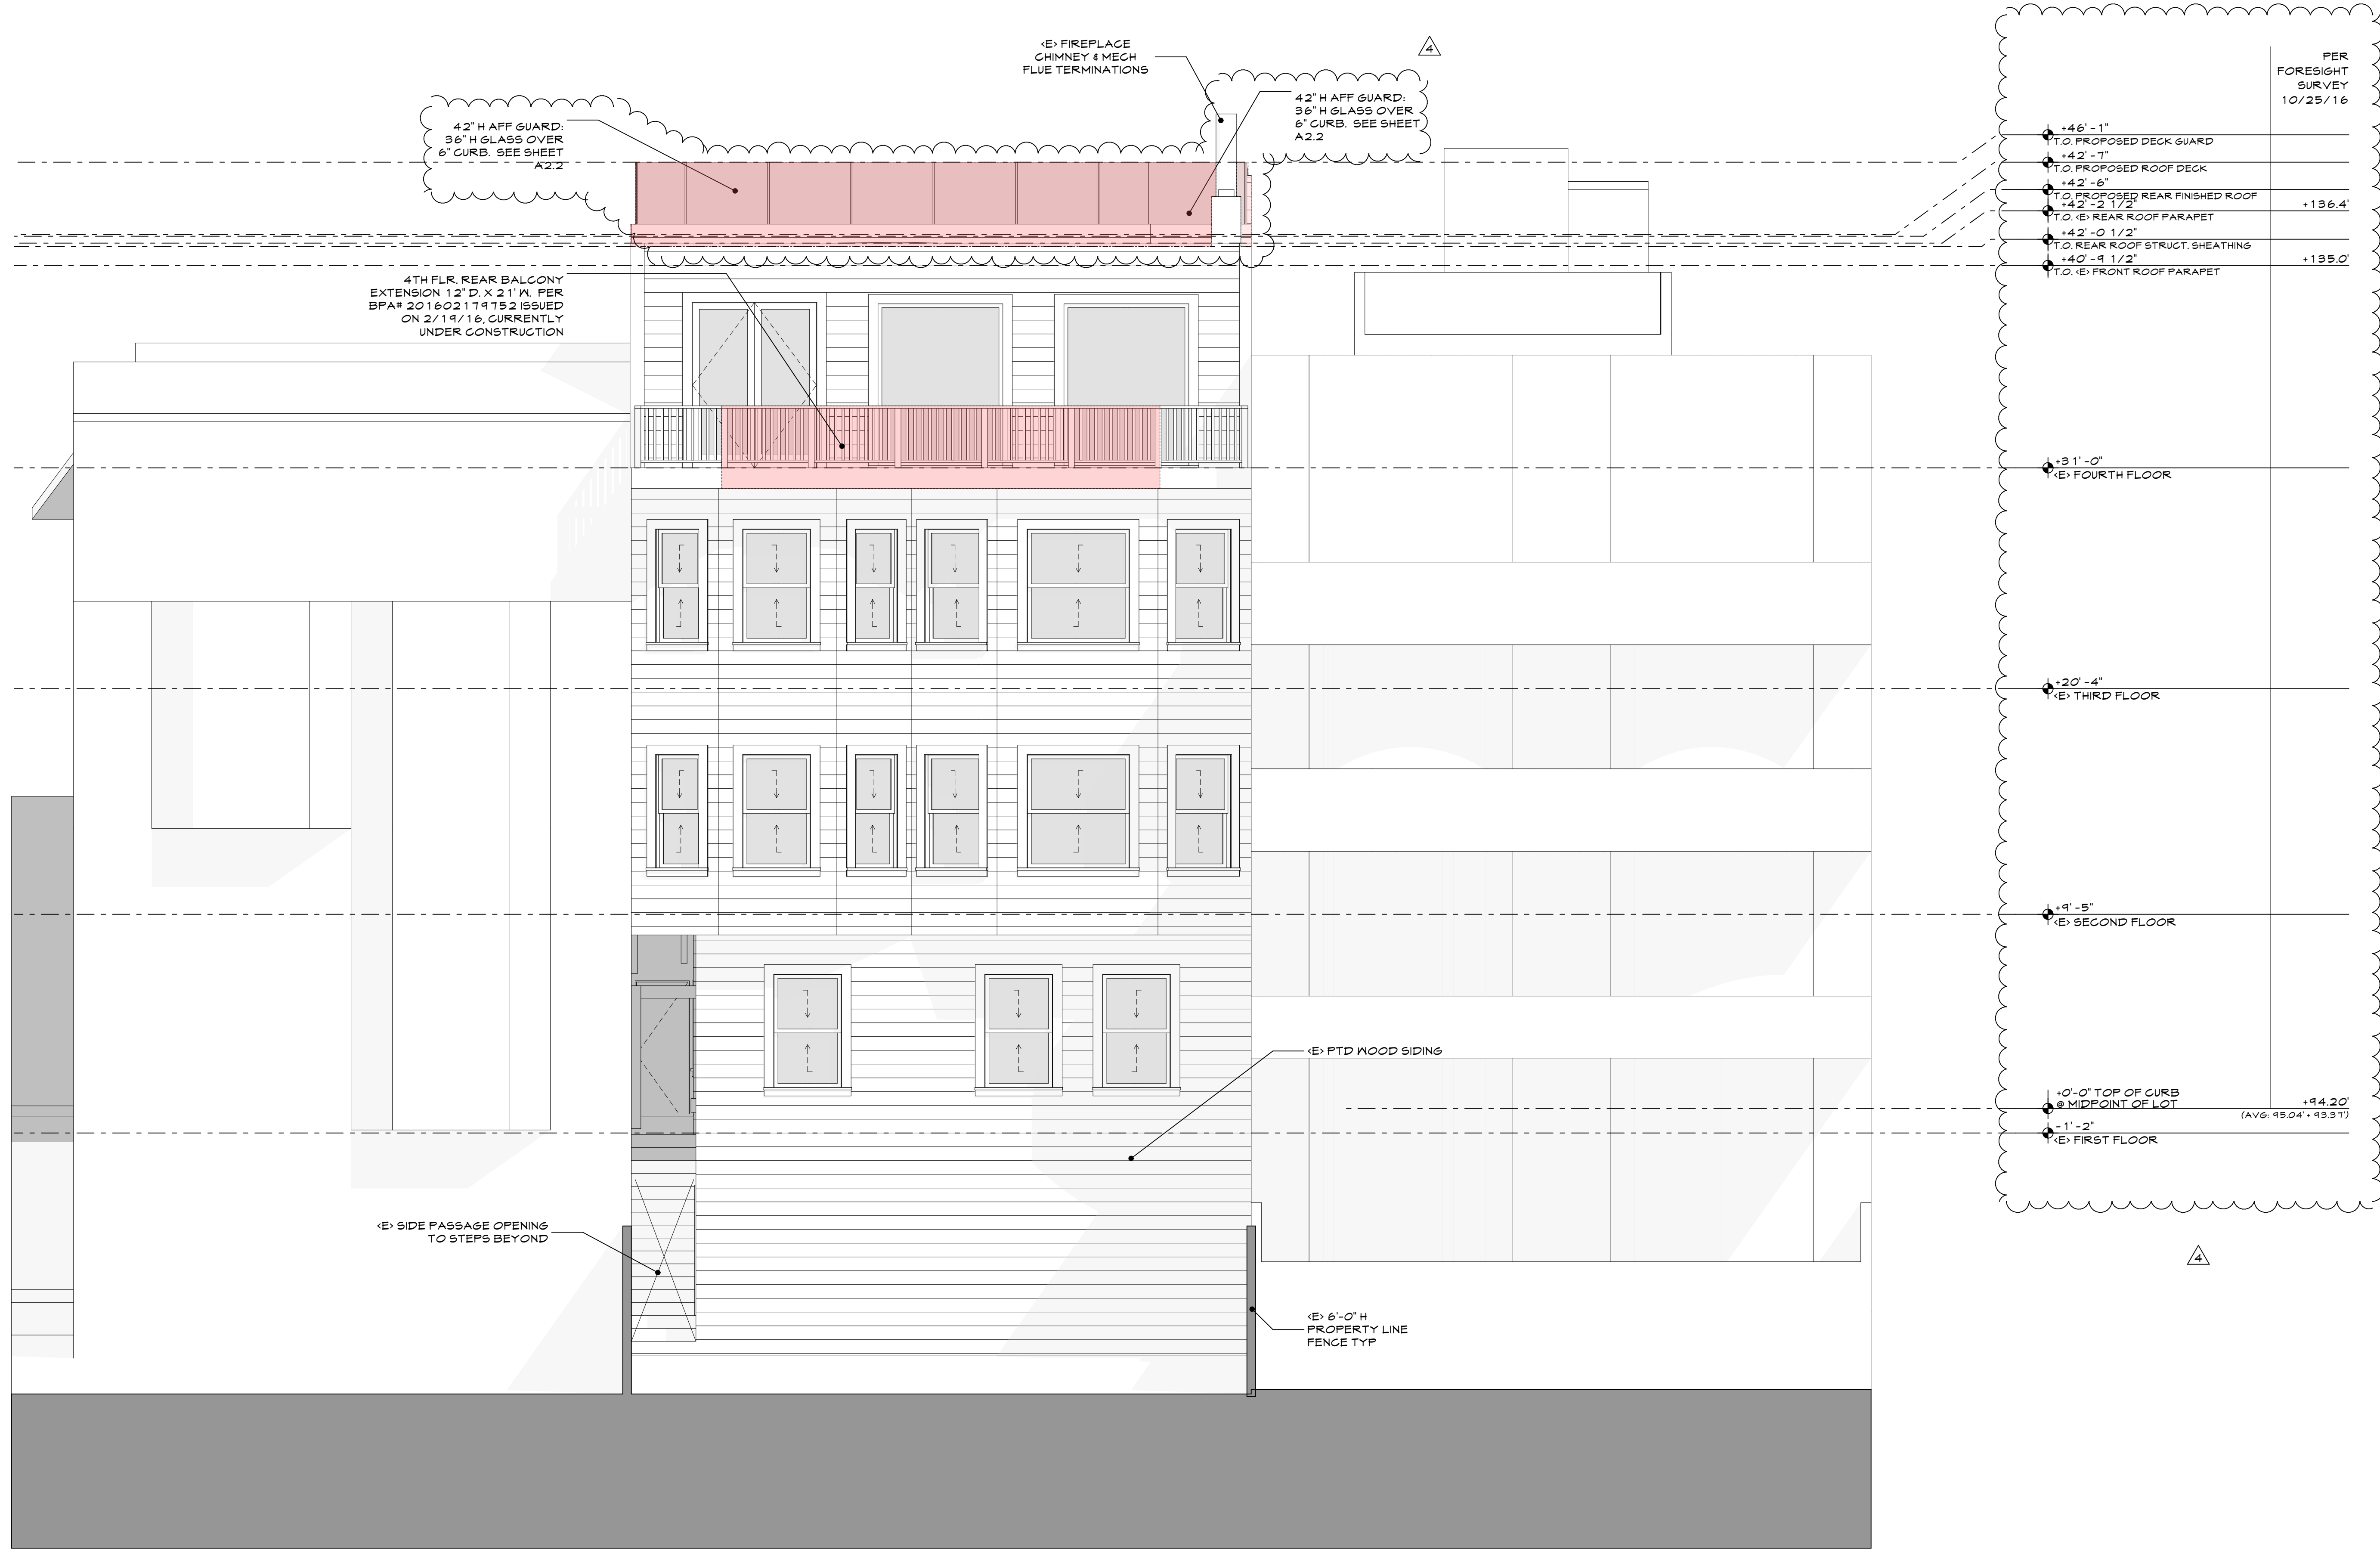 <E> FIREPLACE
CHIMNEY & MECH
FLUE TERMINATIONS
4
42" H AFF GUARD:
36" H GLASS OVER
6" CURB. SEE SHEET
A2.2
42" H AFF GUARD:
36" H GLASS OVER
6" CURB. SEE SHEET
A2.2
4TH FLR. REAR BALCONY
EXTENSION 12" D. X 21' W. PER
BPA# 201602179752 ISSUED
ON 2/19/16, CURRENTLY
UNDER CONSTRUCTION
<E> PTD WOOD SIDING
<E> SIDE PASSAGE OPENING
TO STEPS BEYOND
<E> 6'-0" H
PROPERTY LINE
FENCE TYP
PER
FORESIGHT
SURVEY
10/25/16
+46' -1"
T.O. PROPOSED DECK GUARD
+42' -7"
T.O. PROPOSED ROOF DECK
+42' -6"
T.O. PROPOSED REAR FINISHED ROOF
+42' -2 1/2" +136.4'
T.O. <E> REAR ROOF PARAPET
+42' -0 1/2"
T.O. REAR ROOF STRUCT. SHEATHING
+40' -9 1/2" +135.0'
T.O. <E> FRONT ROOF PARAPET
+31' -0"
<E> FOURTH FLOOR
+20' -4"
<E> THIRD FLOOR
+9' -5"
<E> SECOND FLOOR
+0'-0" TOP OF CURB
@ MIDPOINT OF LOT +94.20'
(AVG: 95.04' + 93.37')
-1' -2"
<E> FIRST FLOOR
4